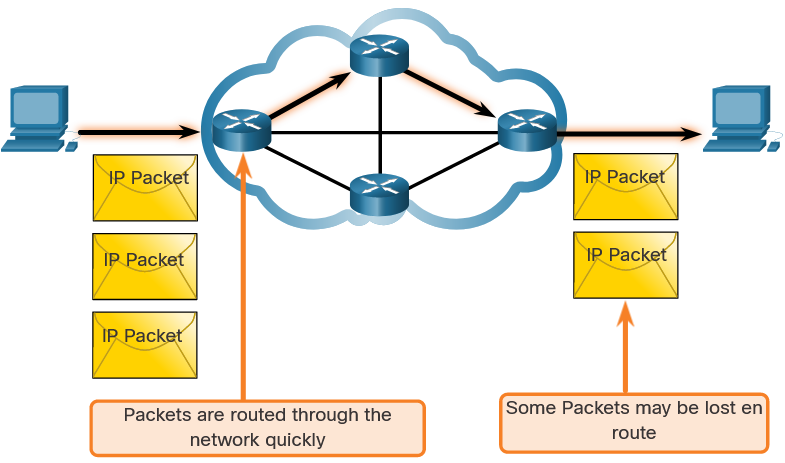 IP Packet
IP Packet
IP Packet
IP Packet
IP Packet
Packets are routed through the
network quickly
Some Packets may be lost en
route